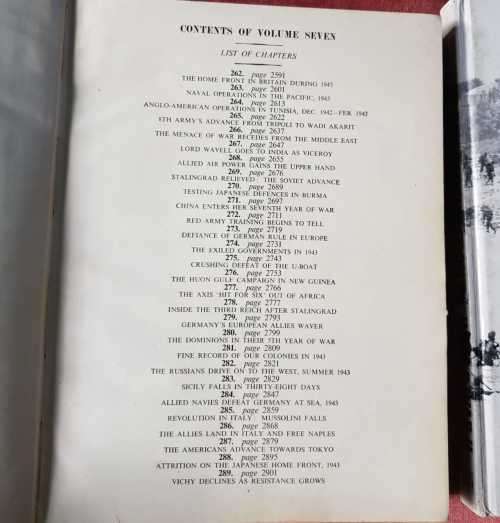 CONTENTS OF VOLUME SEVEN
LIST OF CHAPTERS
262. page 2591
THE HOME FRONT IN BRITAIN DURING 1943
263. page 2601
NAVAL OPERATIONS IN THE PACIFIC, 1943
264. page 2613
ANGLO-AMERICAN OPERATIONS IN TUNISIA, DEC. 1942–FEB. 1943
265. page 2622
8TH ARMY'S ADVANCE FROM TRIPOLI TO WADI AKARIT
266. page 2637
THE MENACE OF WAR RECEDES FROM THE MIDDLE EAST
267. page 2647
LORD WAVELL GOES TO INDIA AS VICEROY
268. page 2655
ALLIED AIR POWER GAINS THE UPPER HAND
269. page 2676
STALINGRAD RELIEVED: THE SOVIET ADVANCE
270. page 2689
TESTING JAPANESE DEFENCES IN BURMA
271. page 2697
CHINA ENTERS HER SEVENTH YEAR OF WAR
272. page 2711
RED ARMY TRAINING BEGINS TO TELL
273. page 2719
DEFIANCE OF GERMAN RULE IN EUROPE
274. page 2731
THE EXILED GOVERNMENTS IN 1943
275. page 2743
CRUSHING DEFEAT OF THE U-BOAT
276. page 2753
THE HUON GULF CAMPAIGN IN NEW GUINEA
277. page 2766
THE AXIS 'HIT FOR SIX' OUT OF AFRICA
278. page 2777
INSIDE THE THIRD REICH AFTER STALINGRAD
279. page 2793
GERMANY'S EUROPEAN ALLIES WAVER
280. page 2799
THE DOMINIONS IN THEIR 5TH YEAR OF WAR
281. page 2809
FINE RECORD OF OUR COLONIES IN 1943
282. page 2821
THE RUSSIANS DRIVE ON TO THE WEST, SUMMER 1943
283. page 2829
SICILY FALLS IN THIRTY-EIGHT DAYS
284. page 2847
ALLIED NAVIES DEFEAT GERMANY AT SEA, 1943
285. page 2859
REVOLUTION IN ITALY: MUSSOLINI FALLS
286. page 2868
THE ALLIES LAND IN ITALY AND FREE NAPLES
287. page 2879
THE AMERICANS ADVANCE TOWARDS TOKYO
288. page 2895
ATTRITION ON THE JAPANESE HOME FRONT, 1943
289. page 2901
VICHY DECLINES AS RESISTANCE GROWS